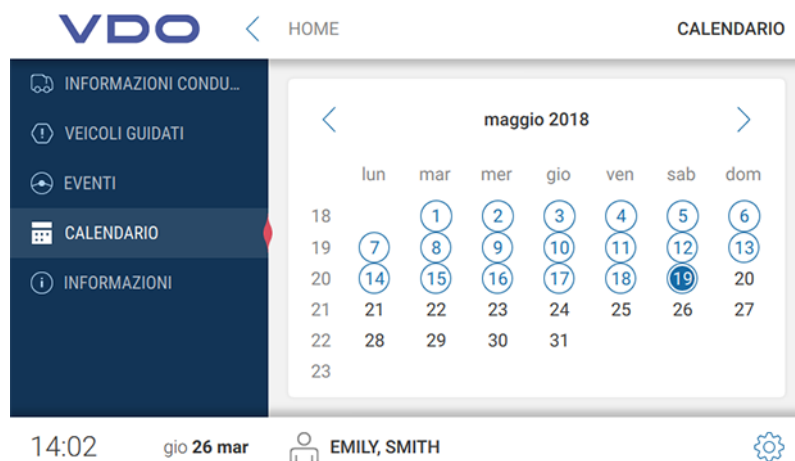 VDO HOME CALENDARIO
INFORMAZIONI CONDU...
VEICOLI GUIDATI
EVENTI
CALENDARIO
INFORMAZIONI
maggio 2018
lun mar mer gio ven sab dom
18 1 2 3 4 5 6
19 7 8 9 10 11 12 13
20 14 15 16 17 18 19 20
21 21 22 23 24 25 26 27
22 28 29 30 31
23
14:02 gio 26 mar EMILY, SMITH